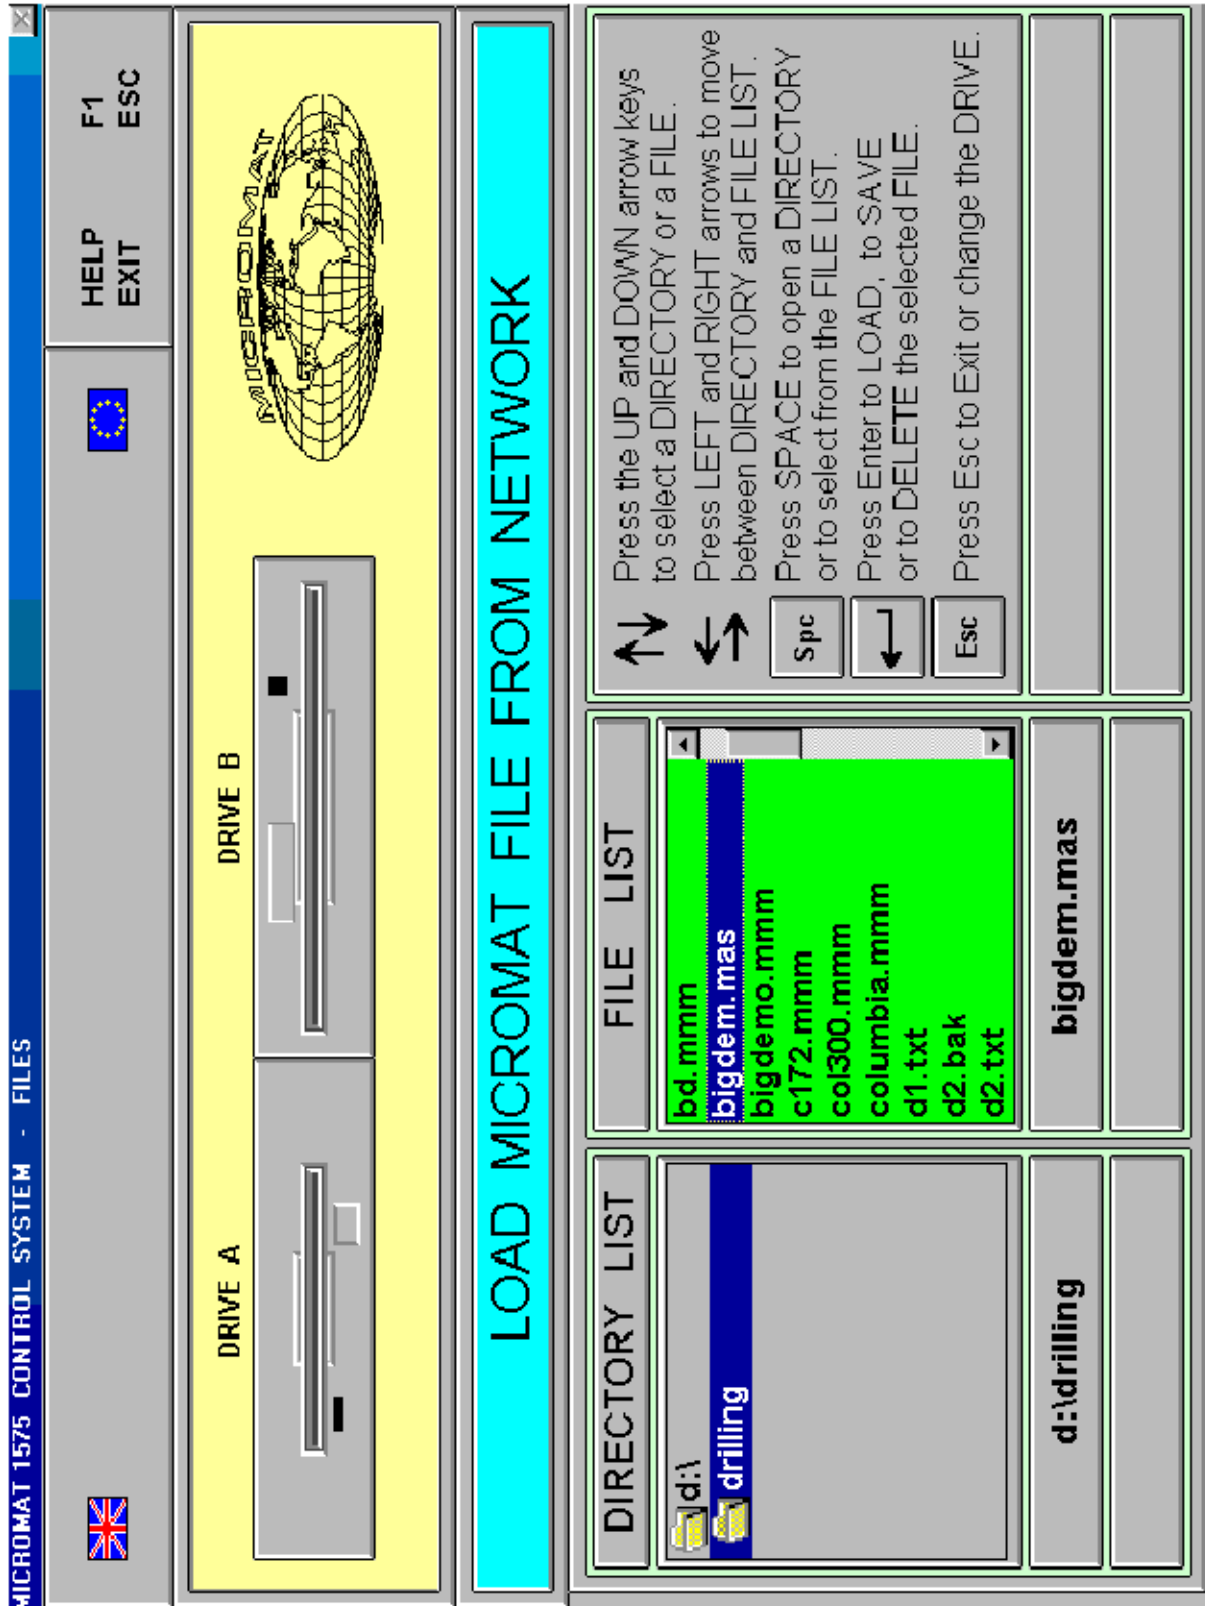 MICROMAT 1575 CONTROL SYSTEM - FILES
HELP F1
EXIT ESC
DRIVE A
DRIVE B
MICROMAT
LOAD MICROMAT FILE FROM NETWORK
DIRECTORY LIST
d:\
drilling
d:\drilling
FILE LIST
bd.mmm
bigdem.mas
bigdemo.mmm
c172.mmm
col300.mmm
columbia.mmm
d1.txt
d2.bak
d2.txt
bigdem.mas
Press the UP and DOWN arrow keys
to select a DIRECTORY or a FILE.
Press LEFT and RIGHT arrows to move
between DIRECTORY and FILE LIST.
Spc
Press SPACE to open a DIRECTORY
or to select from the FILE LIST.
Press Enter to LOAD, to SAVE
or to DELETE the selected FILE.
Esc
Press Esc to Exit or change the DRIVE.